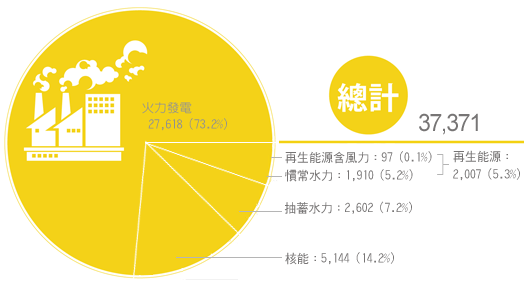 總計
37,371
火力發電
27,618（73.2%）
再生能源含風力：97（0.1%）
慣常水力：1,910（5.2%）
再生能源：
2,007（5.3%）
抽蓄水力：2,602（7.2%）
核能：5,144（14.2%）